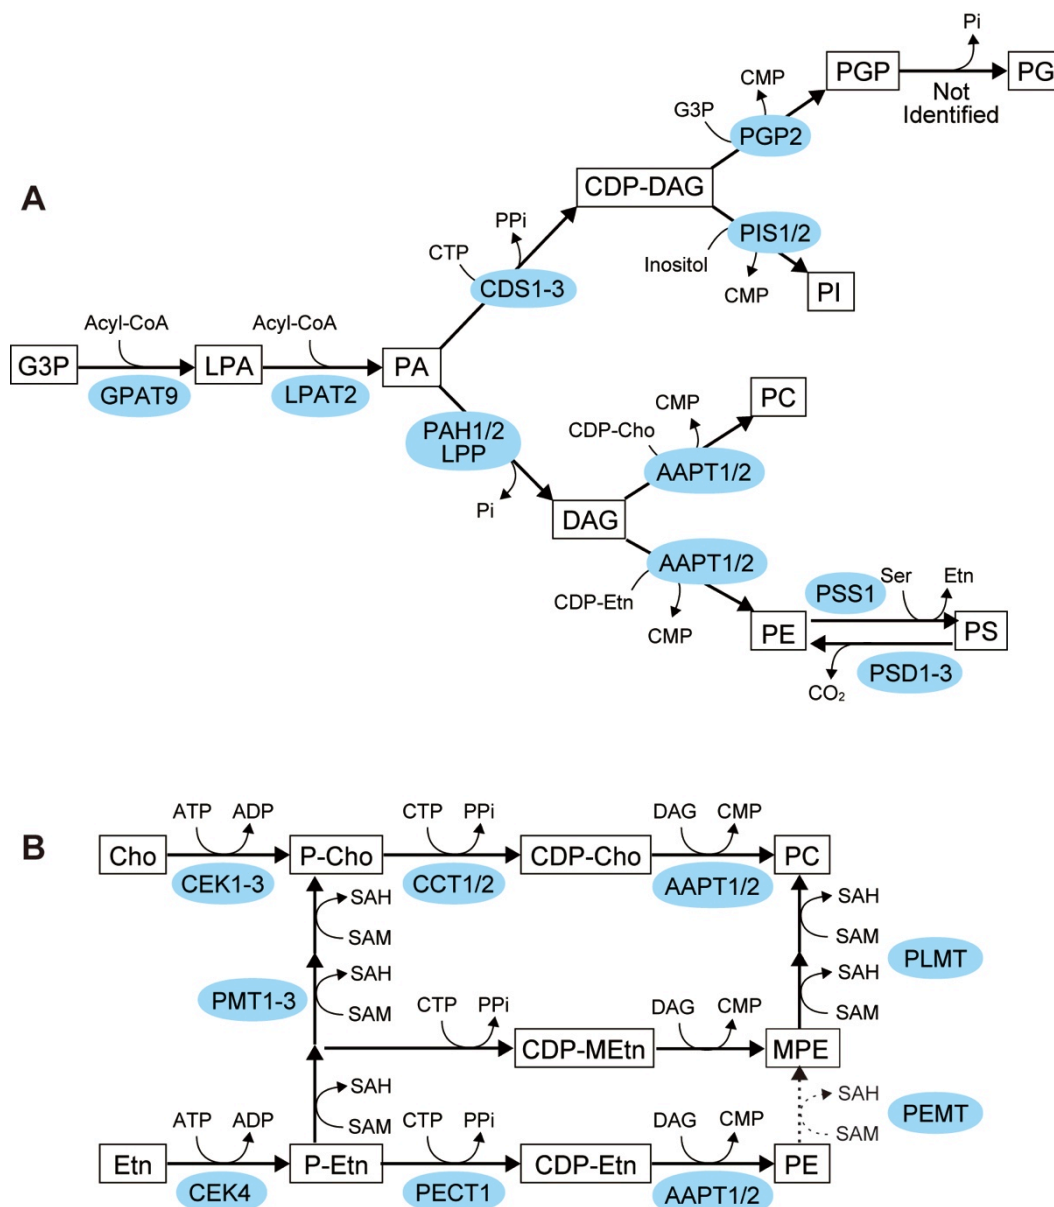 A
Pi
PGP
PG
Not
Identified
CMP
G3P
PGP2
CDP-DAG
PPi
CTP
CDS1-3
PIS1/2
Inositol
CMP
PI
Acyl-CoA
Acyl-CoA
G3P
LPA
PA
GPAT9
LPAT2
PAH1/2
LPP
Pi
DAG
CMP
PC
CDP-Cho
AAPT1/2
AAPT1/2
CDP-Etn
CMP
PE
PSS1
Ser
Etn
PS
CO₂
PSD1-3
B
ATP ADP CTP PPi DAG CMP
Cho P-Cho CDP-Cho PC
CEK1-3 CCT1/2 AAPT1/2
SAH SAH
SAM SAM
PLMT
SAH SAH
PMT1-3
SAM SAM
CTP PPi DAG CMP
CDP-MEtn MPE
SAH SAH
PEMT
SAM SAM
ATP ADP CTP PPi DAG CMP
Etn P-Etn CDP-Etn PE
CEK4 PECT1 AAPT1/2